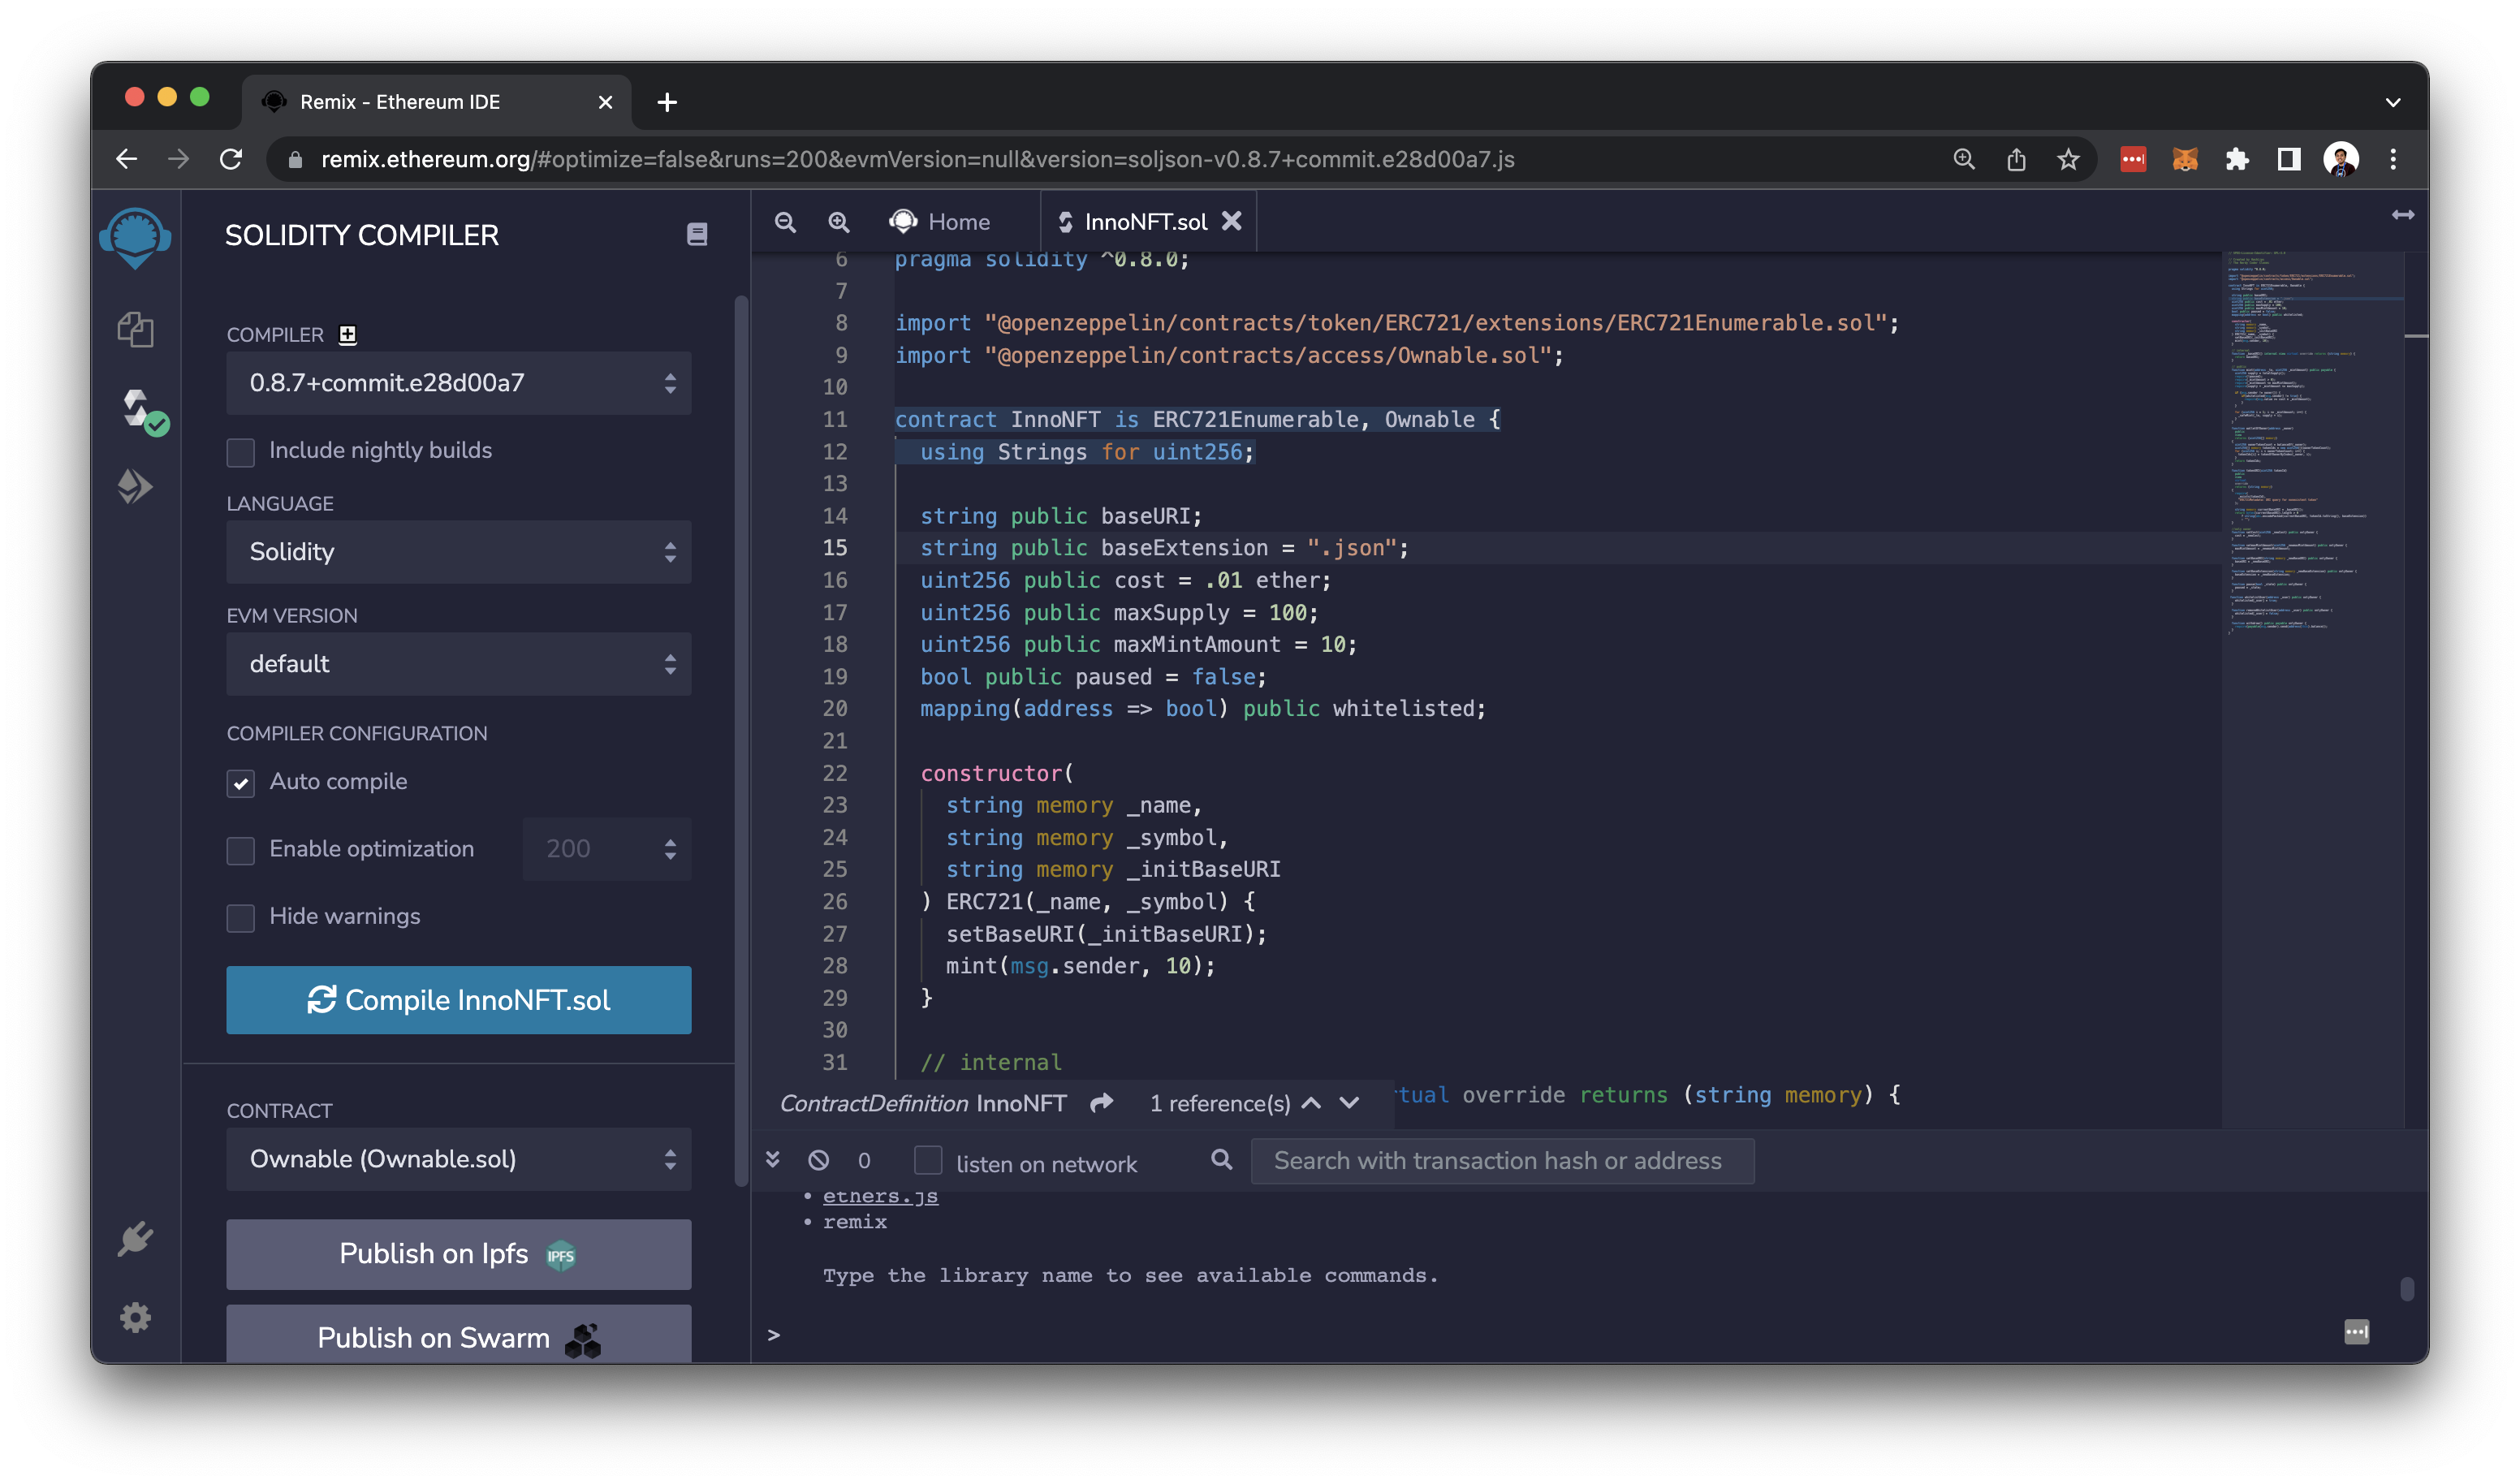 Remix - Ethereum IDE
remix.ethereum.org/#optimize=false&runs=200&evmVersion=null&version=soljson-v0.8.7+commit.e28d00a7.js
SOLIDITY COMPILER
COMPILER
0.8.7+commit.e28d00a7
Include nightly builds
LANGUAGE
Solidity
EVM VERSION
default
COMPILER CONFIGURATION
Auto compile
Enable optimization 200
Hide warnings
Compile InnoNFT.sol
CONTRACT
Ownable (Ownable.sol)
Publish on Ipfs IPFS
Publish on Swarm
Home InnoNFT.sol
6 pragma solidity ^0.8.0;
7
8 import "@openzeppelin/contracts/token/ERC721/extensions/ERC721Enumerable.sol";
9 import "@openzeppelin/contracts/access/Ownable.sol";
10
11 contract InnoNFT is ERC721Enumerable, Ownable {
12 using Strings for uint256;
13
14 string public baseURI;
15 string public baseExtension = ".json";
16 uint256 public cost = .01 ether;
17 uint256 public maxSupply = 100;
18 uint256 public maxMintAmount = 10;
19 bool public paused = false;
20 mapping(address => bool) public whitelisted;
21
22 constructor(
23 string memory _name,
24 string memory _symbol,
25 string memory _initBaseURI
26 ) ERC721(_name, _symbol) {
27 setBaseURI(_initBaseURI);
28 mint(msg.sender, 10);
29 }
30
31 // internal
rtual override returns (string memory) {
ContractDefinition InnoNFT 1 reference(s)
0 listen on network Search with transaction hash or address
• ethers.js
• remix
Type the library name to see available commands.
>